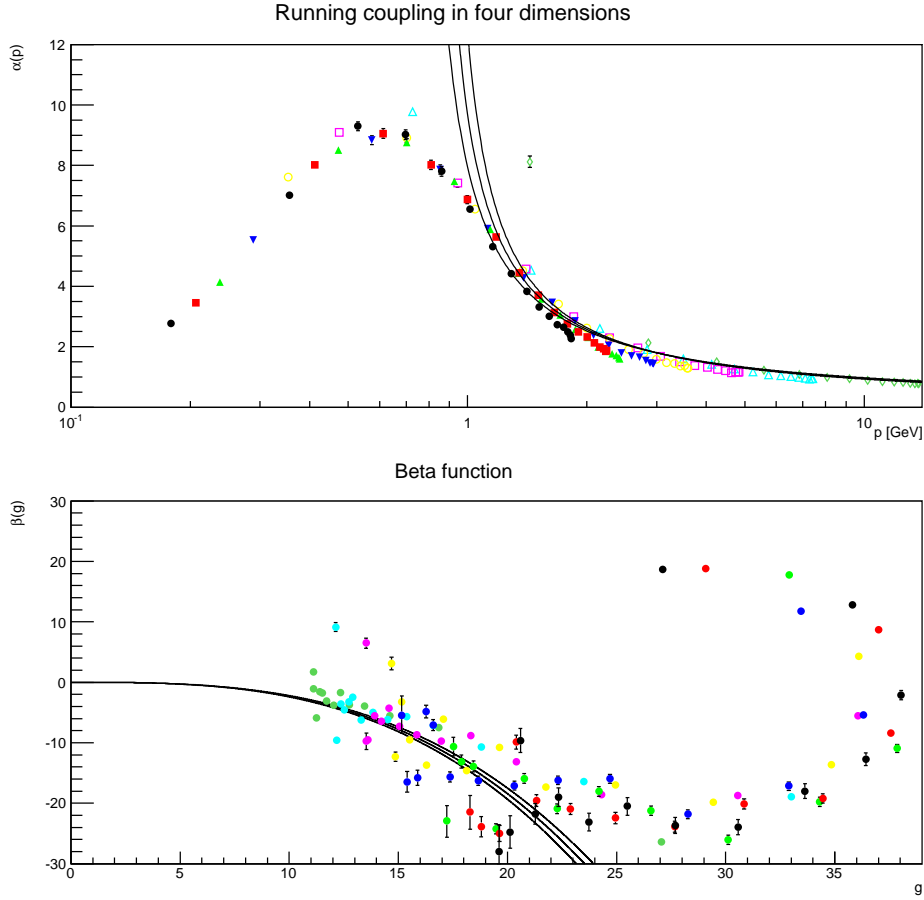 Running coupling in four dimensions
α(p)
12
10
8
6
4
2
0
10⁻¹ 1 10
p [GeV]
Beta function
β(g)
30
20
10
0
-10
-20
-30
0 5 10 15 20 25 30 35
g